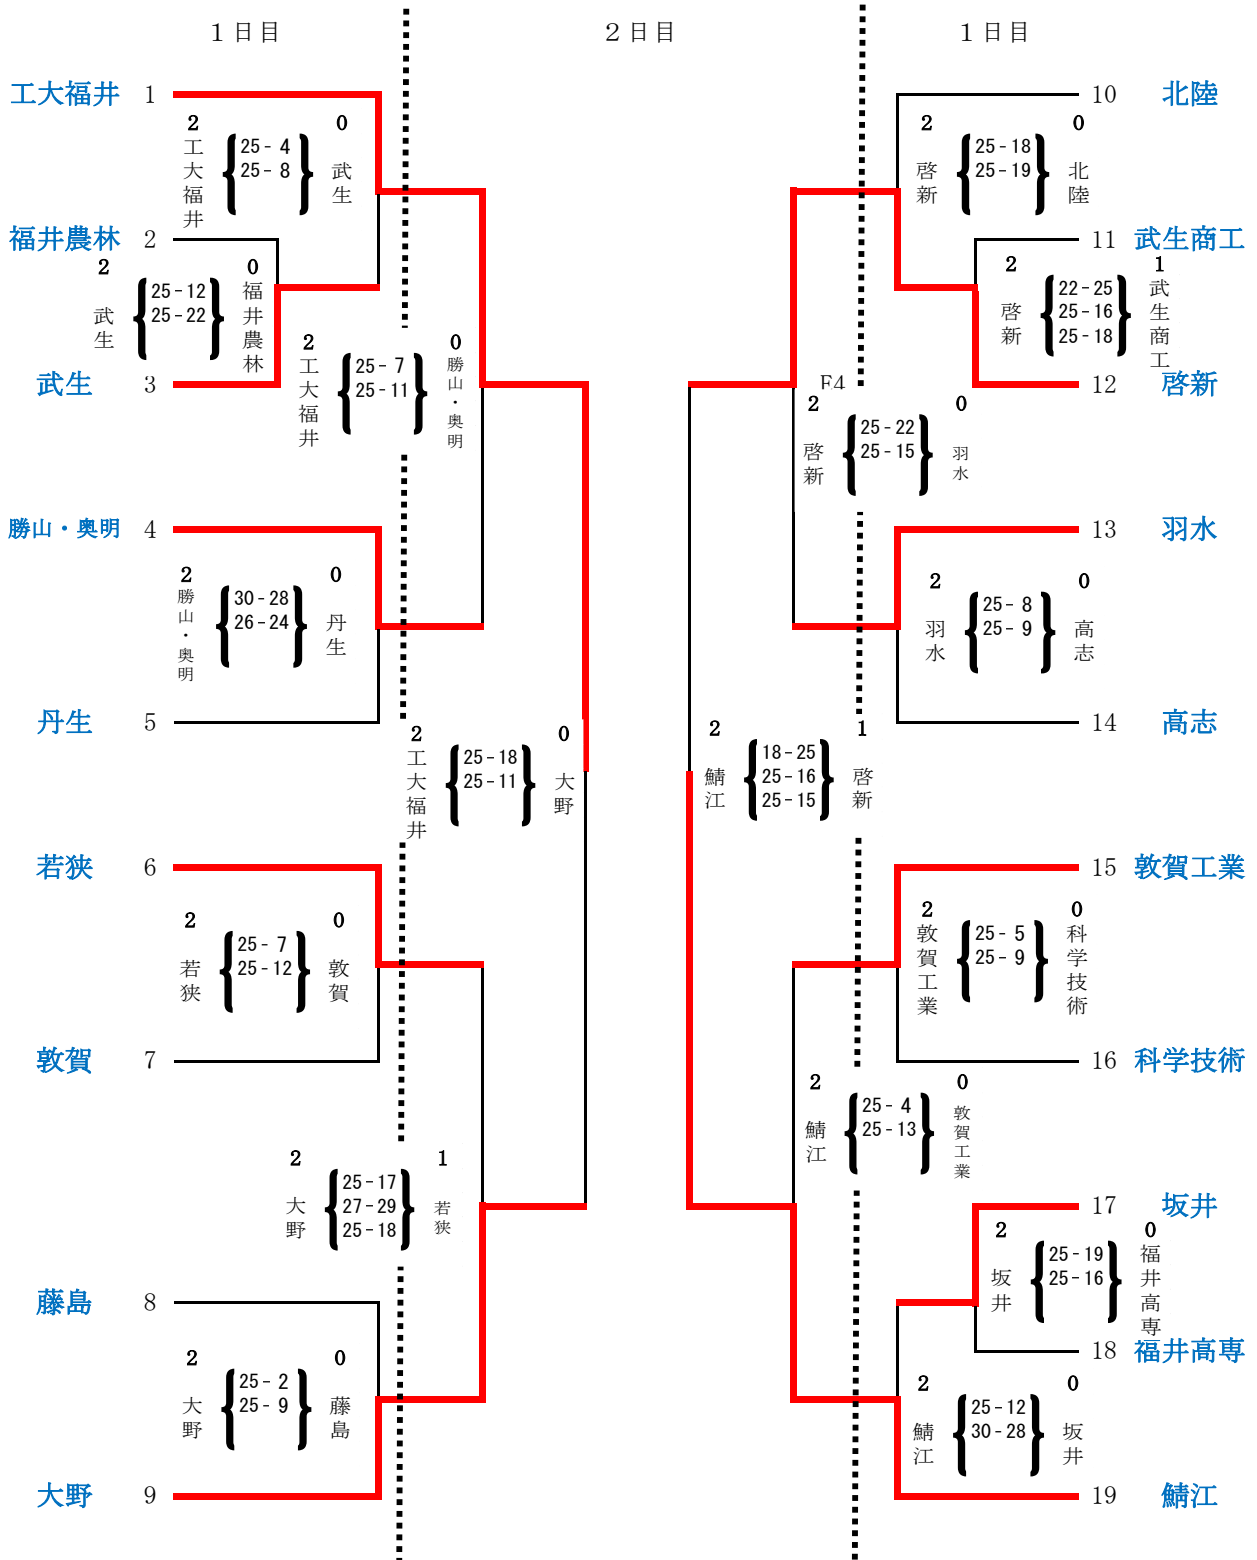 １日目
２日目
１日目
工大福井 1
2 工大福井 25-4 25-8 0 武生
福井農林 2
2 武生 25-12 25-22 0 福井農林
武生 3
2 工大福井 25-7 25-11 0 勝山・奥明
勝山・奥明 4
2 勝山・奥明 30-28 26-24 0 丹生
丹生 5
2 工大福井 25-18 25-11 0 大野
若狭 6
2 若狭 25-7 25-12 0 敦賀
敦賀 7
2 大野 25-17 27-29 25-18 1 若狭
藤島 8
2 大野 25-2 25-9 0 藤島
大野 9
10 北陸
2 啓新 25-18 25-19 0 北陸
11 武生商工
2 啓新 22-25 25-16 25-18 1 武生商工
12 啓新
2 啓新 25-22 25-15 0 羽水
13 羽水
2 羽水 25-8 25-9 0 高志
14 高志
2 鯖江 18-25 25-16 25-15 1 啓新
15 敦賀工業
2 敦賀工業 25-5 25-9 0 科学技術
16 科学技術
2 鯖江 25-4 25-13 0 敦賀工業
17 坂井
2 坂井 25-19 25-16 0 福井高専
18 福井高専
2 鯖江 25-12 30-28 0 坂井
19 鯖江